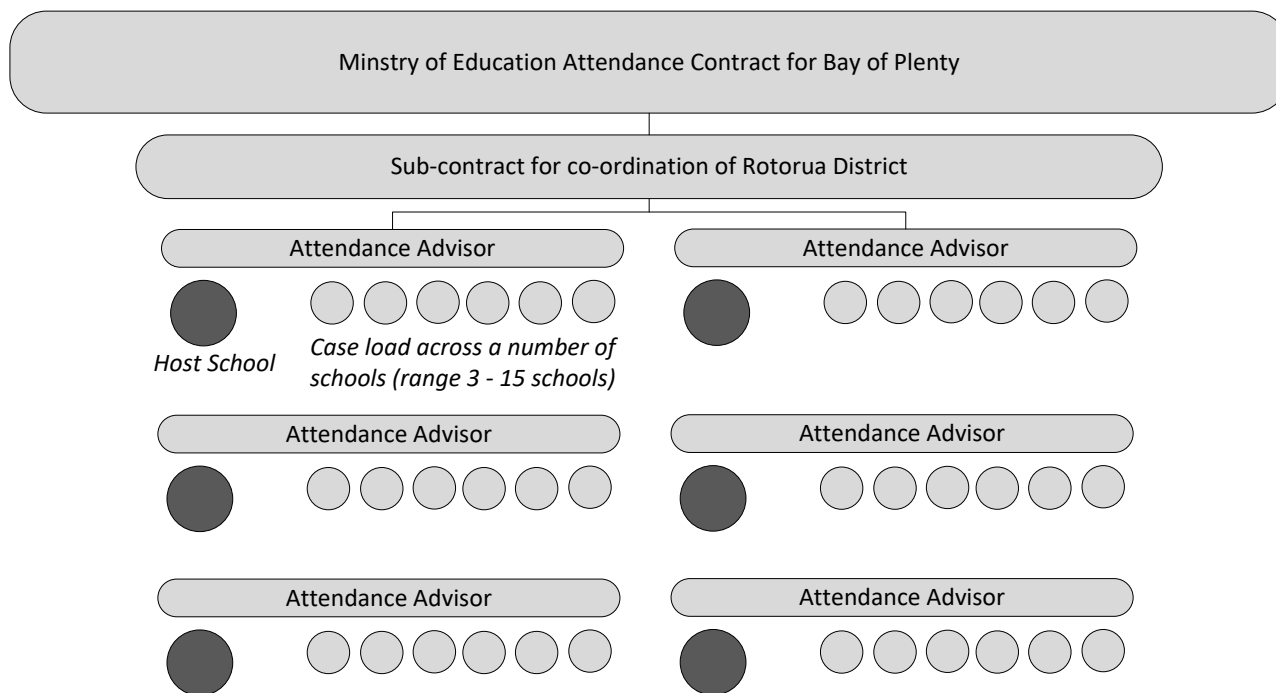 Minstry of Education Attendance Contract for Bay of Plenty
Sub-contract for co-ordination of Rotorua District
Attendance Advisor
Attendance Advisor
Host School
Case load across a number of
schools (range 3 - 15 schools)
Attendance Advisor
Attendance Advisor
Attendance Advisor
Attendance Advisor